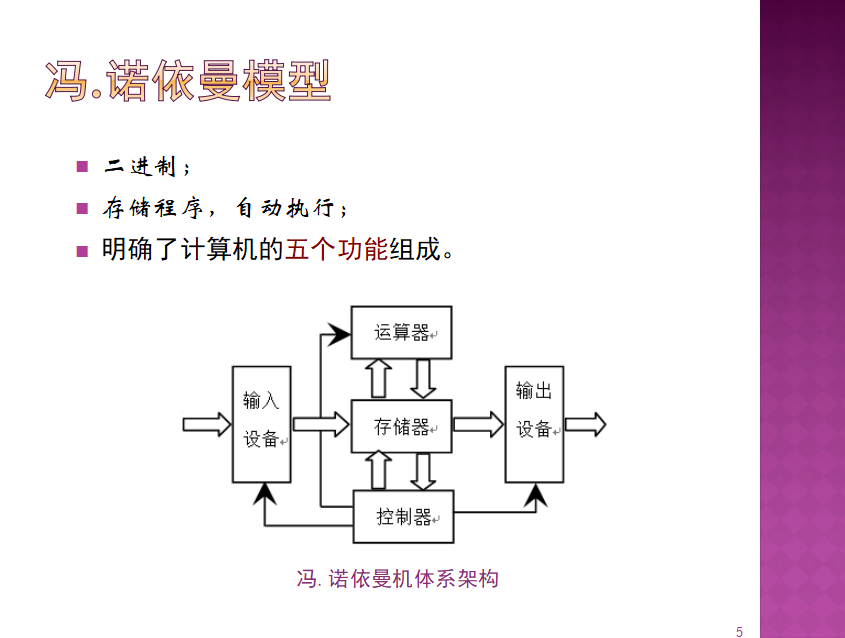 冯.诺依曼模型
二进制；
存储程序，自动执行；
明确了计算机的五个功能组成。
运算器
输入
设备
存储器
输出
设备
控制器
冯. 诺依曼机体系架构
5